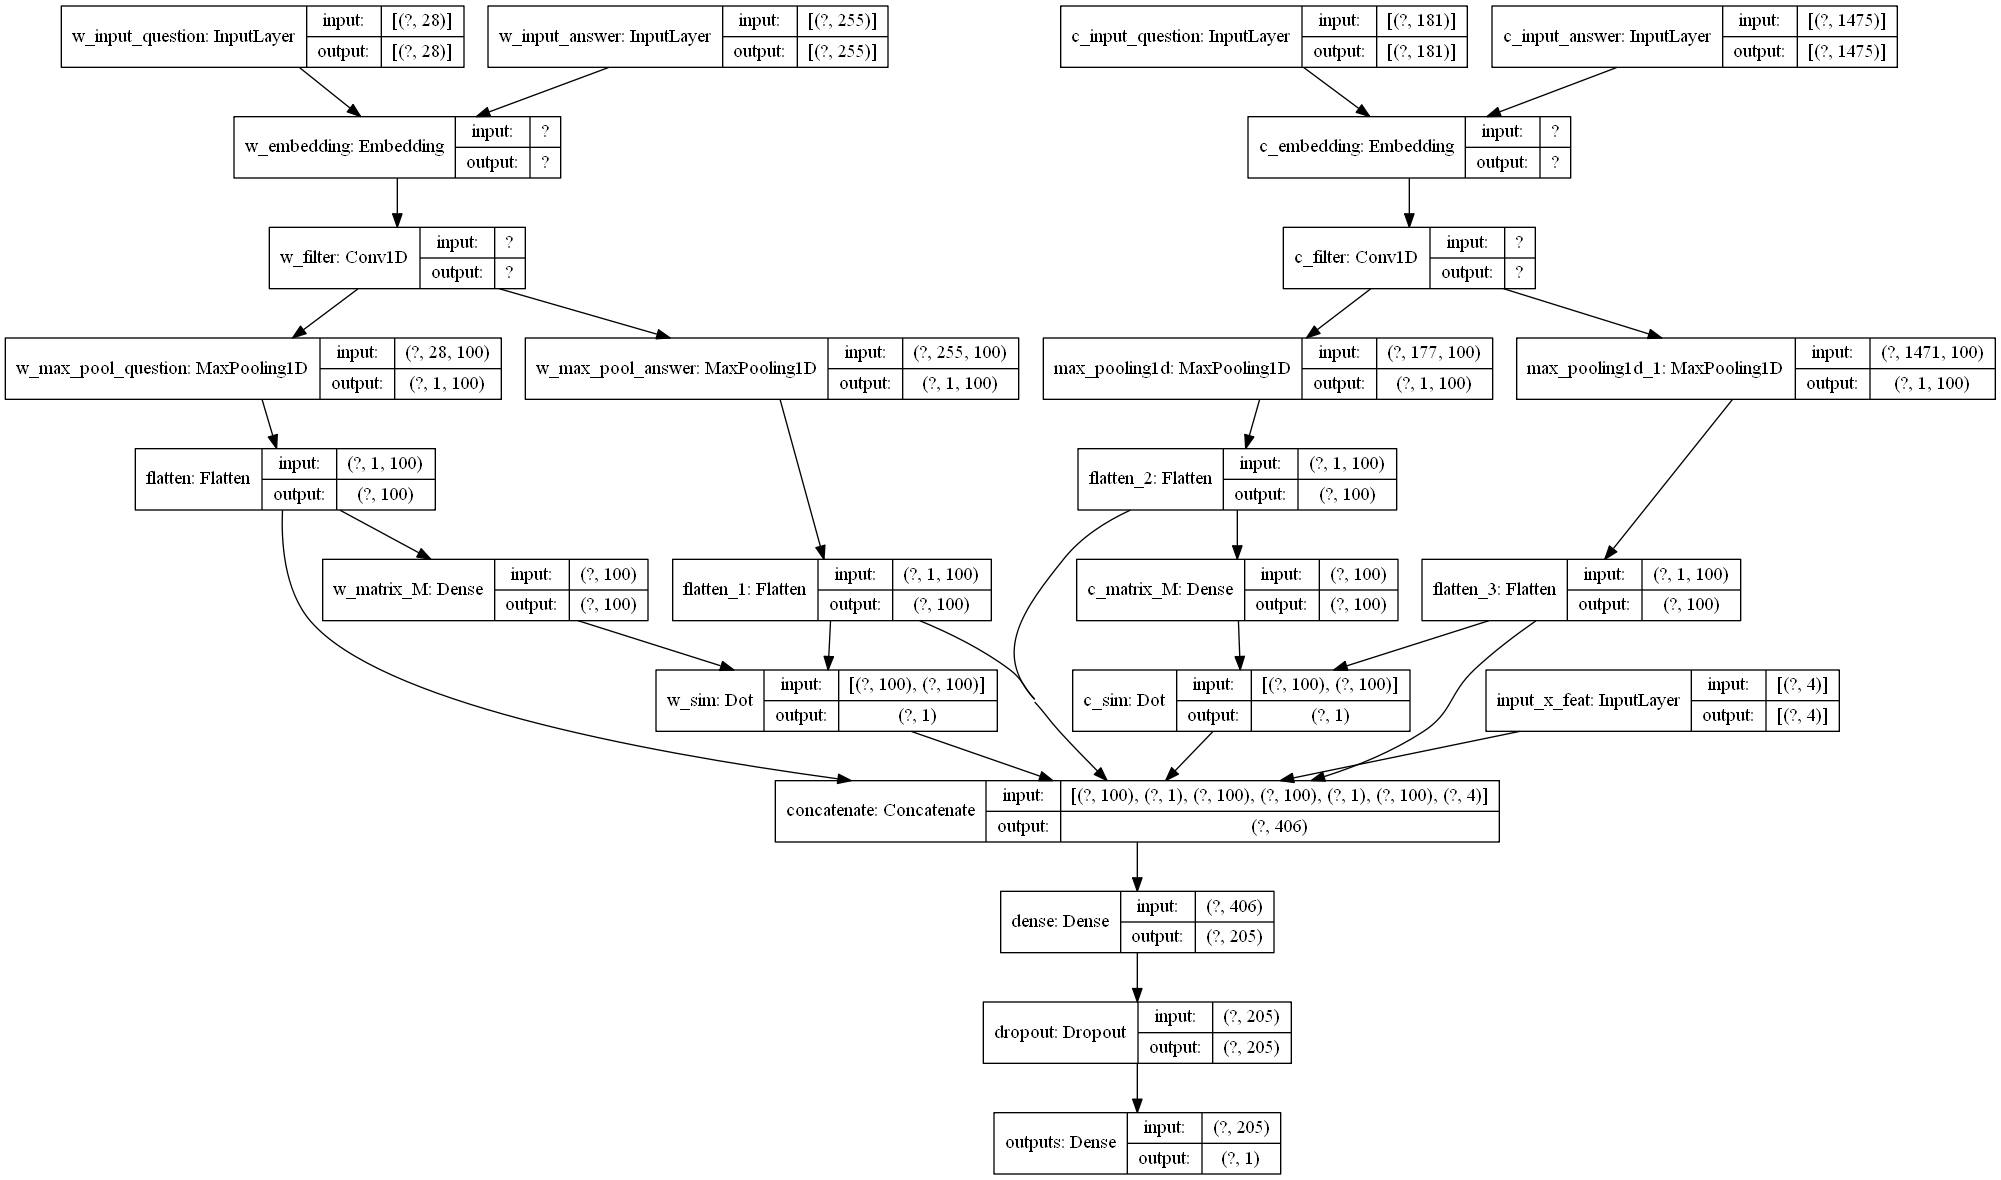 w_input_question: InputLayer input: [(?, 28)] output: [(?, 28)]
w_input_answer: InputLayer input: [(?, 255)] output: [(?, 255)]
c_input_question: InputLayer input: [(?, 181)] output: [(?, 181)]
c_input_answer: InputLayer input: [(?, 1475)] output: [(?, 1475)]
w_embedding: Embedding input: ? output: ?
c_embedding: Embedding input: ? output: ?
w_filter: Conv1D input: ? output: ?
c_filter: Conv1D input: ? output: ?
w_max_pool_question: MaxPooling1D input: (?, 28, 100) output: (?, 1, 100)
w_max_pool_answer: MaxPooling1D input: (?, 255, 100) output: (?, 1, 100)
max_pooling1d: MaxPooling1D input: (?, 177, 100) output: (?, 1, 100)
max_pooling1d_1: MaxPooling1D input: (?, 1471, 100) output: (?, 1, 100)
flatten: Flatten input: (?, 1, 100) output: (?, 100)
flatten_2: Flatten input: (?, 1, 100) output: (?, 100)
w_matrix_M: Dense input: (?, 100) output: (?, 100)
flatten_1: Flatten input: (?, 1, 100) output: (?, 100)
c_matrix_M: Dense input: (?, 100) output: (?, 100)
flatten_3: Flatten input: (?, 1, 100) output: (?, 100)
w_sim: Dot input: [(?, 100), (?, 100)] output: (?, 1)
c_sim: Dot input: [(?, 100), (?, 100)] output: (?, 1)
input_x_feat: InputLayer input: [(?, 4)] output: [(?, 4)]
concatenate: Concatenate input: [(?, 100), (?, 1), (?, 100), (?, 100), (?, 1), (?, 100), (?, 4)] output: (?, 406)
dense: Dense input: (?, 406) output: (?, 205)
dropout: Dropout input: (?, 205) output: (?, 205)
outputs: Dense input: (?, 205) output: (?, 1)